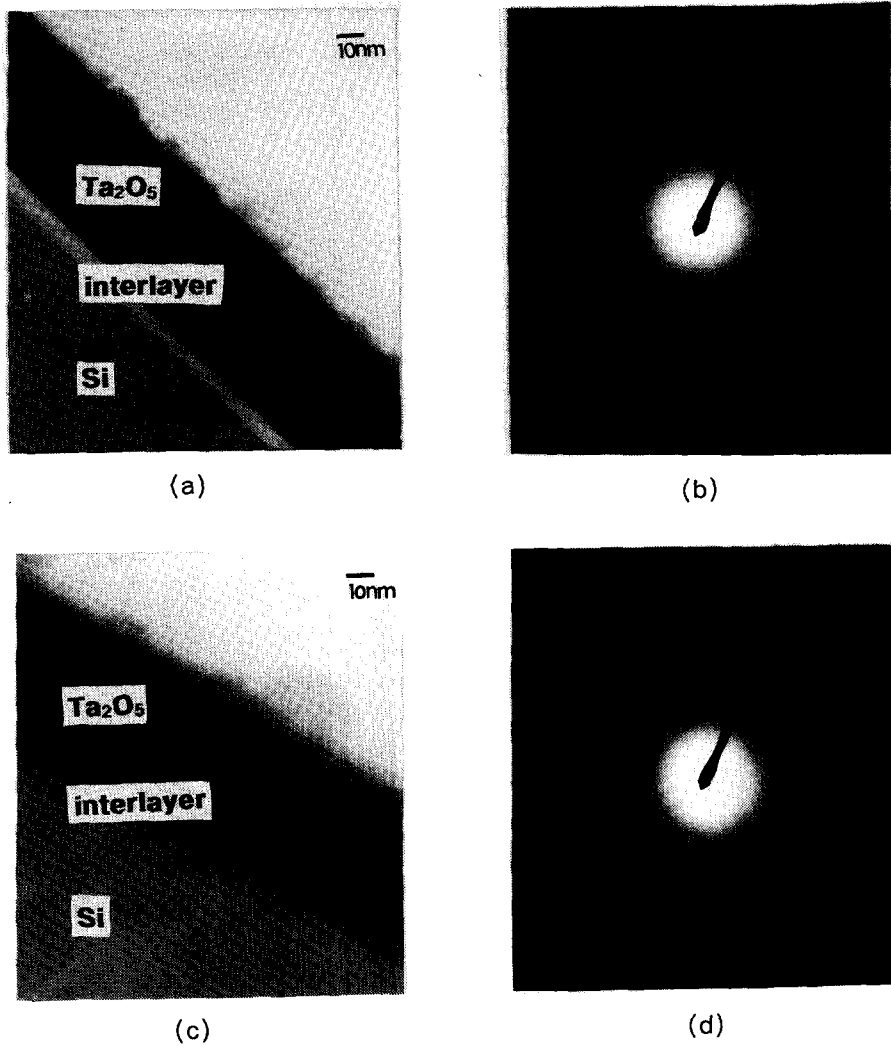 10nm
Ta₂O₅
interlayer
Si
(a)
(b)
10nm
Ta₂O₅
interlayer
Si
(c)
(d)